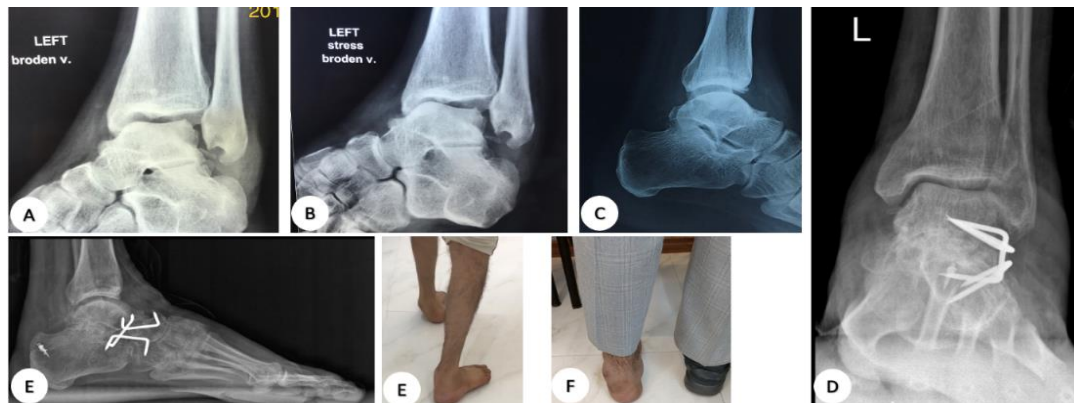 201
LEFT
broden v.
A
LEFT
stress
broden v.
B
C
L
E
E
F
D